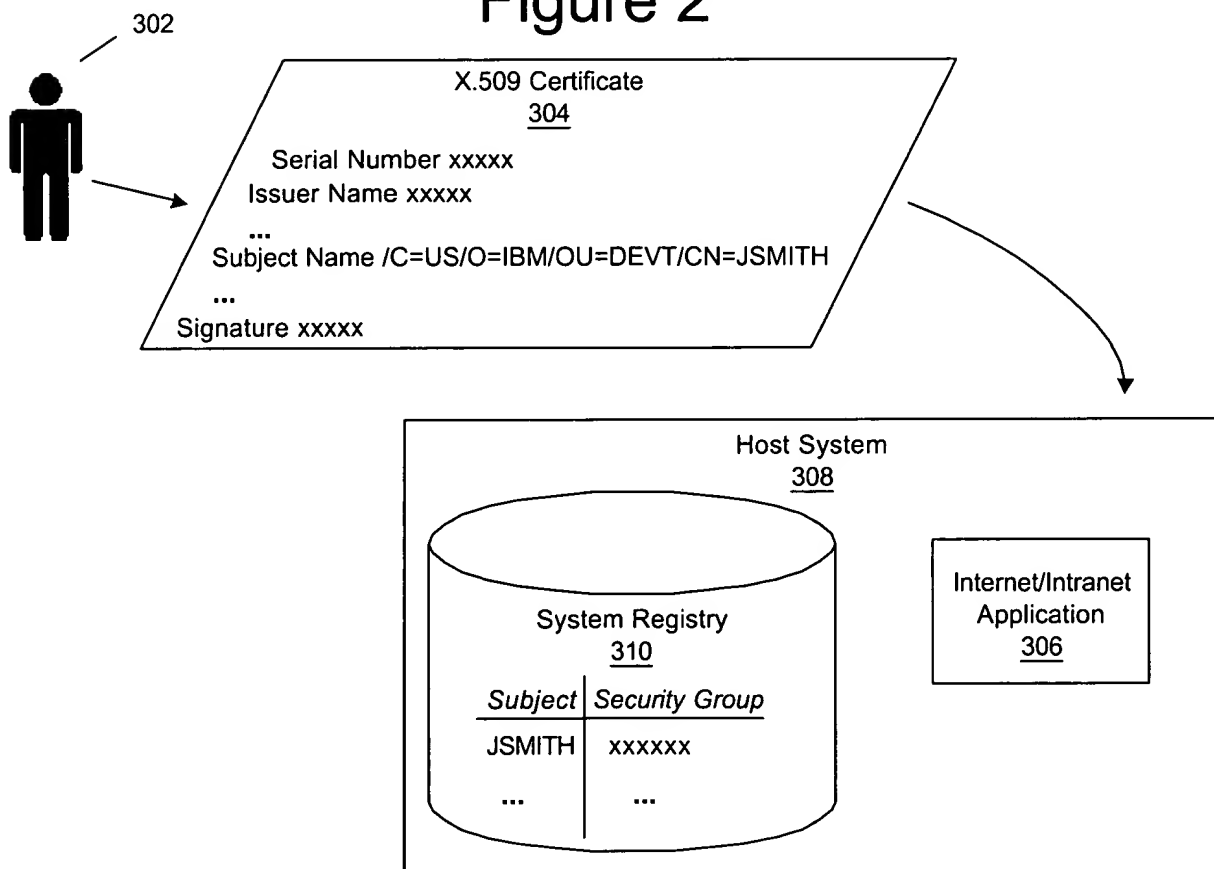 Figure 2
302
X.509 Certificate
304
Serial Number xxxxx
Issuer Name xxxxx
...
Subject Name /C=US/O=IBM/OU=DEVT/CN=JSMITH
...
Signature xxxxx
Host System
308
System Registry
310
Subject Security Group
JSMITH xxxxxx
... ...
Internet/Intranet
Application
306